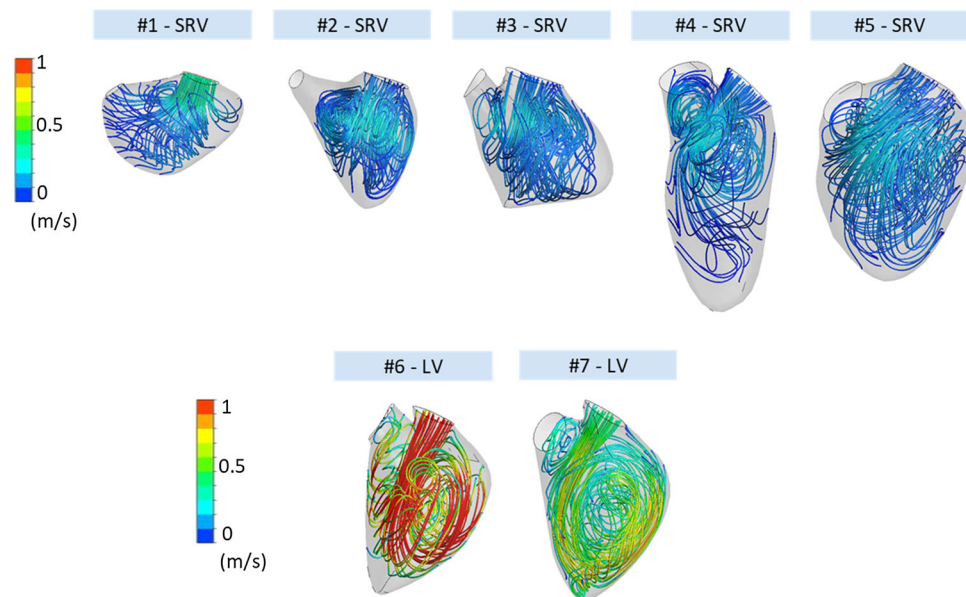 #1 - SRV
#2 - SRV
#3 - SRV
#4 - SRV
#5 - SRV
1
0.5
0
(m/s)
#6 - LV
#7 - LV
1
0.5
0
(m/s)